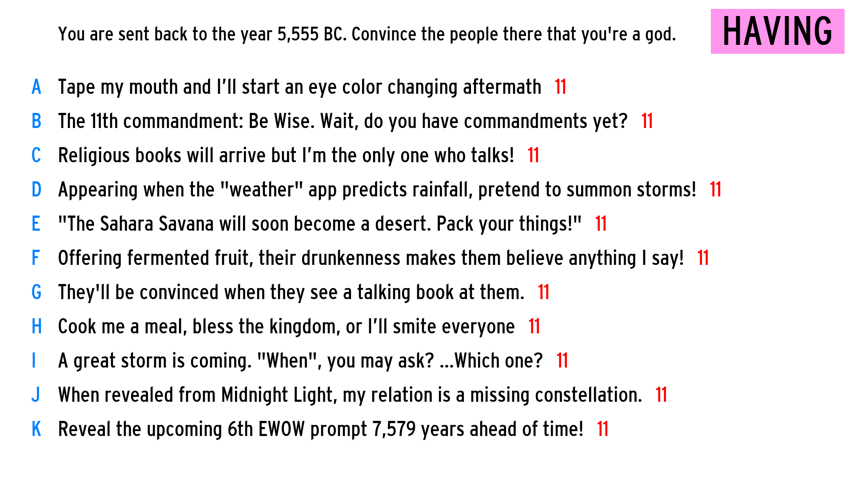 You are sent back to the year 5,555 BC. Convince the people there that you're a god.
HAVING
A Tape my mouth and I'll start an eye color changing aftermath 11
B The 11th commandment: Be Wise. Wait, do you have commandments yet? 11
C Religious books will arrive but I'm the only one who talks! 11
D Appearing when the "weather" app predicts rainfall, pretend to summon storms! 11
E "The Sahara Savana will soon become a desert. Pack your things!" 11
F Offering fermented fruit, their drunkenness makes them believe anything I say! 11
G They'll be convinced when they see a talking book at them. 11
H Cook me a meal, bless the kingdom, or I'll smite everyone 11
I A great storm is coming. "When", you may ask? ...Which one? 11
J When revealed from Midnight Light, my relation is a missing constellation. 11
K Reveal the upcoming 6th EWOW prompt 7,579 years ahead of time! 11